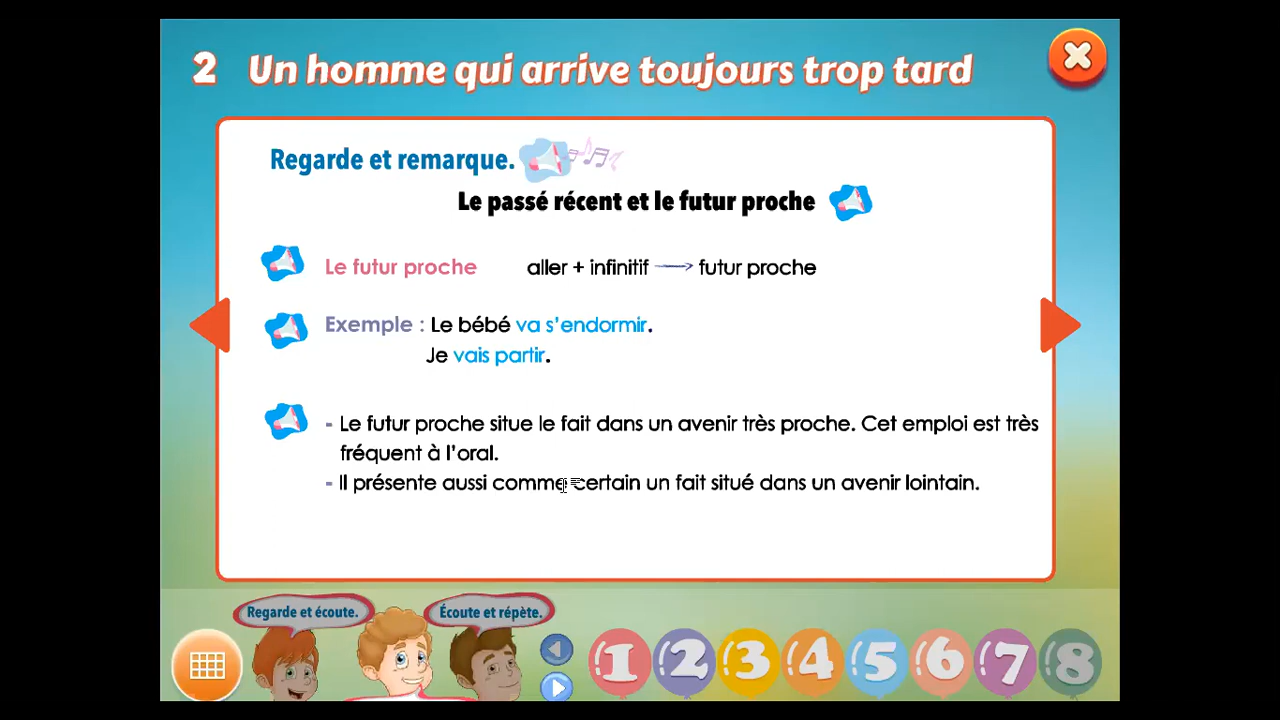 2 Un homme qui arrive toujours trop tard
Regarde et remarque.
Le passé récent et le futur proche
Le futur proche aller + infinitif → futur proche
Exemple : Le bébé va s’endormir.
Je vais partir.
- Le futur proche situe le fait dans un avenir très proche. Cet emploi est très
fréquent à l’oral.
- Il présente aussi comme certain un fait situé dans un avenir lointain.
Regarde et écoute.
Écoute et répète.
1 2 3 4 5 6 7 8